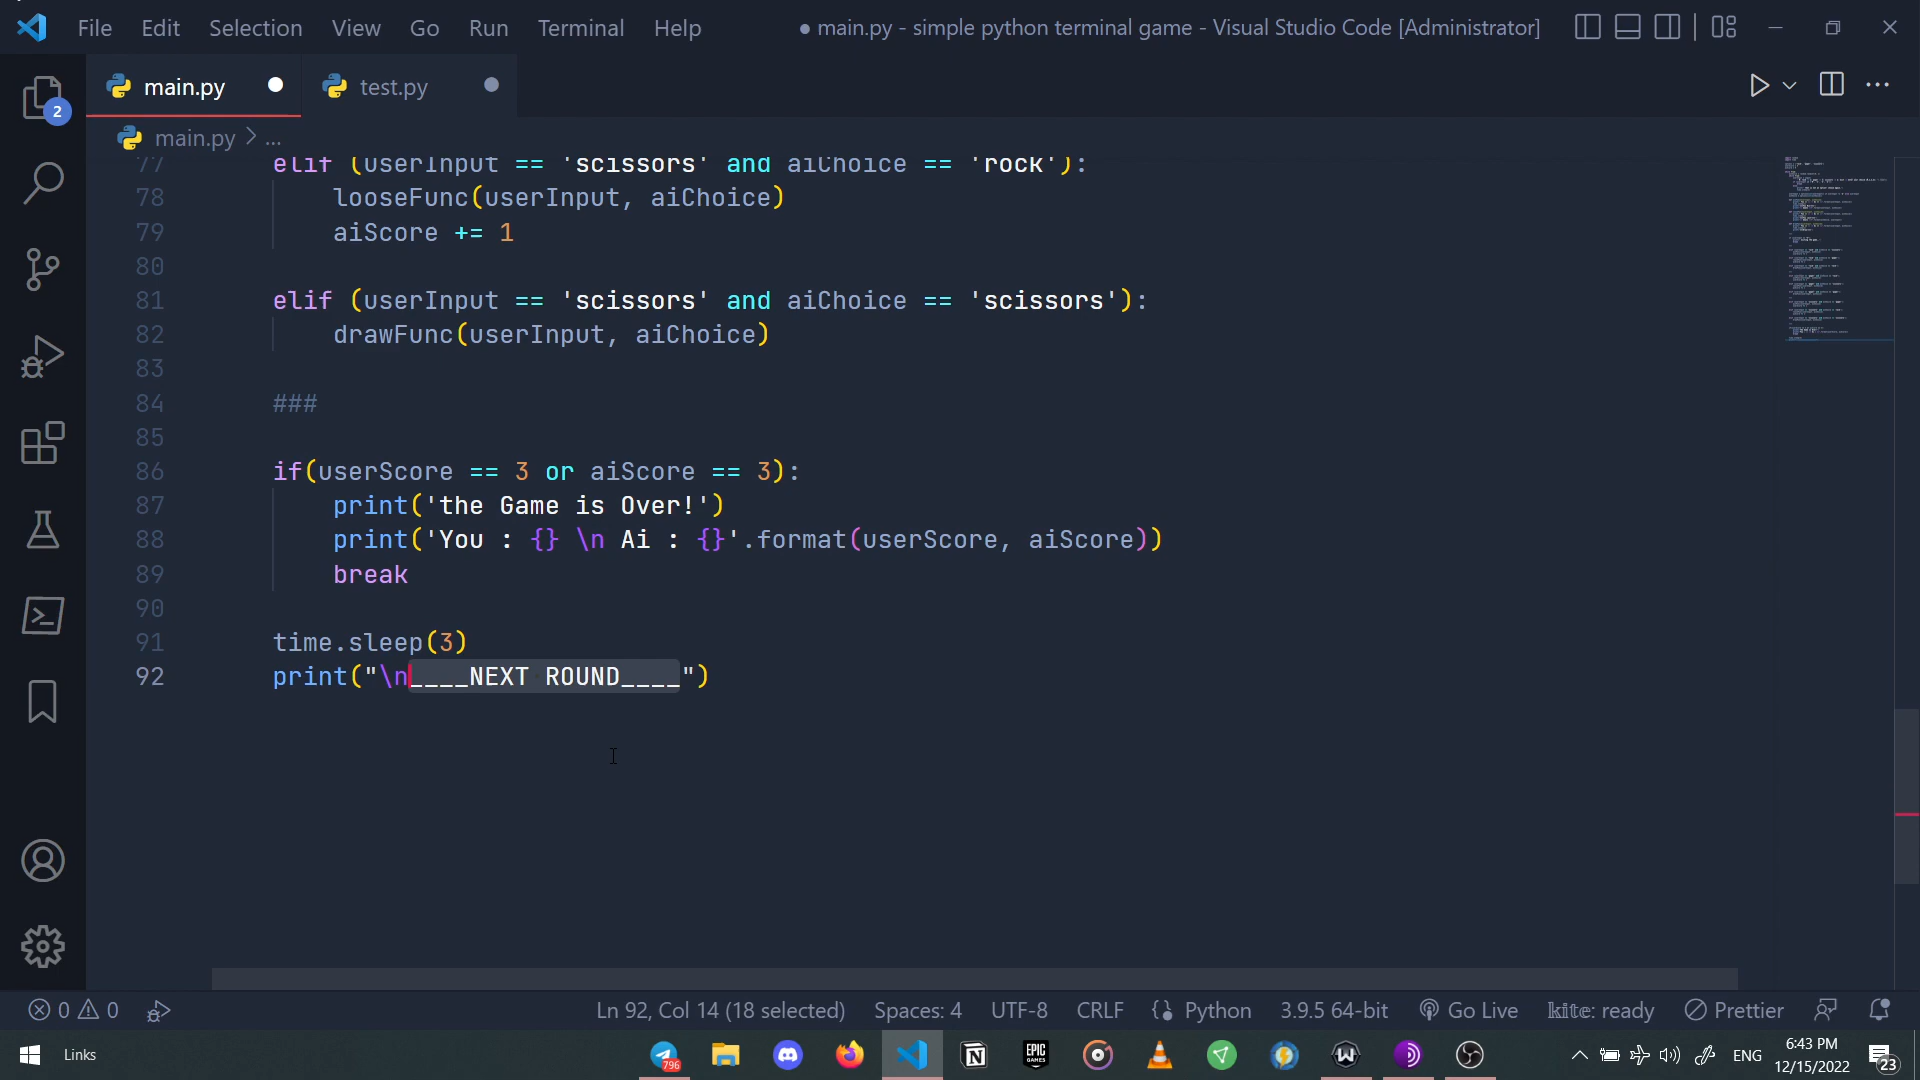 File Edit Selection View Go Run Terminal Help
● main.py - simple python terminal game - Visual Studio Code [Administrator]
main.py
test.py
2
main.py > ...
77 elif (userInput == 'scissors' and aiChoice == 'rock'):
78 looseFunc(userInput, aiChoice)
79 aiScore += 1
80
81 elif (userInput == 'scissors' and aiChoice == 'scissors'):
82 drawFunc(userInput, aiChoice)
83
84 ###
85
86 if(userScore == 3 or aiScore == 3):
87 print('the Game is Over!')
88 print('You : {} \n Ai : {}'.format(userScore, aiScore))
89 break
90
91 time.sleep(3)
92 print("\n____NEXT ROUND____")
0 0 Ln 92, Col 14 (18 selected) Spaces: 4 UTF-8 CRLF Python 3.9.5 64-bit Go Live kite: ready Prettier
Links
796
EPIC GAMES
ENG
6:43 PM
12/15/2022
23